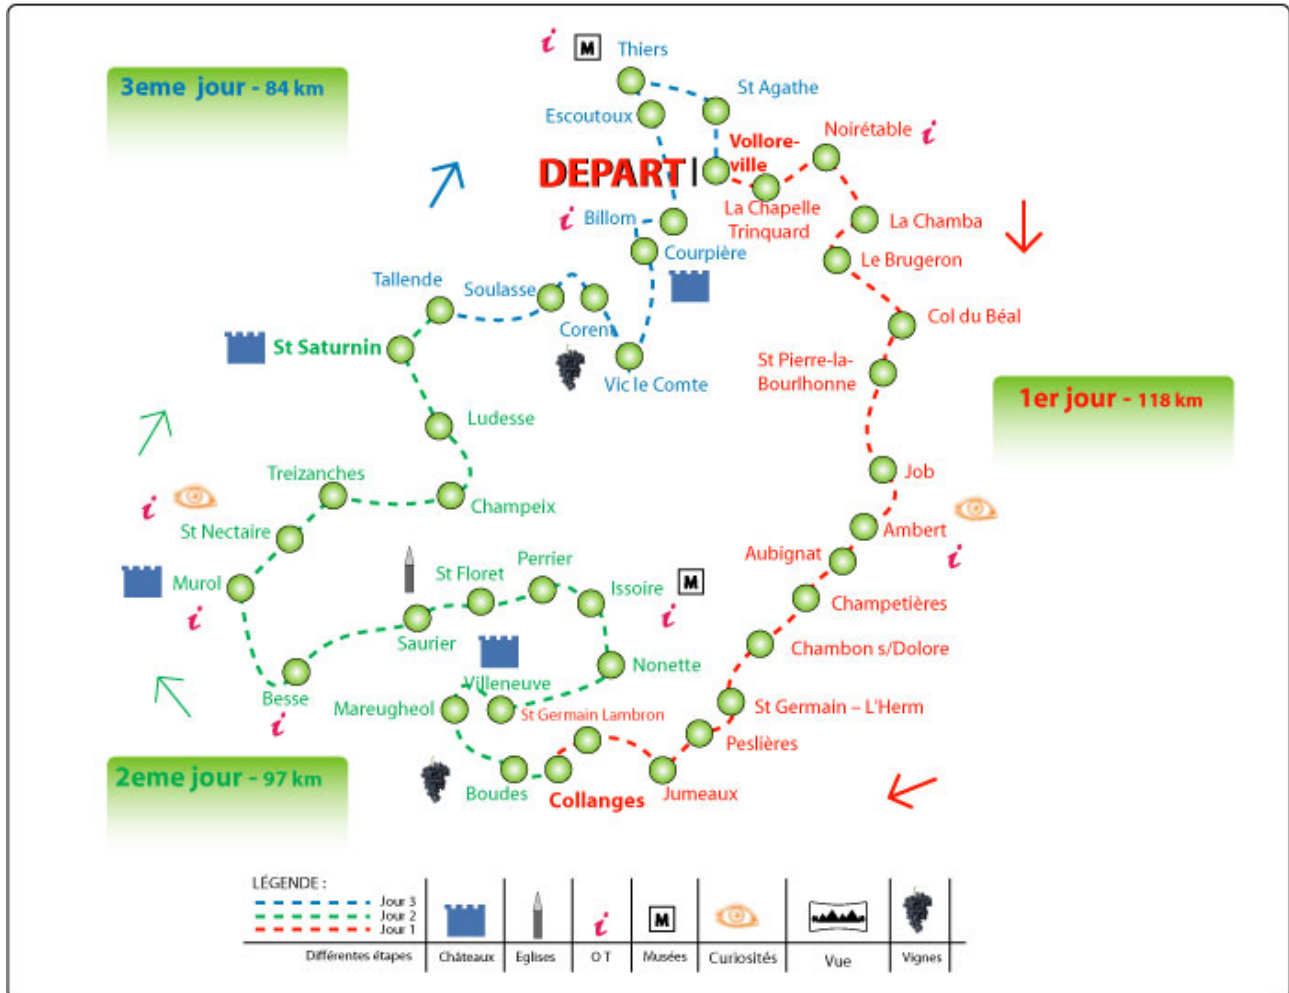 Thiers
M
3eme jour - 84 km
St Agathe
Escoutoux
Noirétable
Vollore-
ville
DEPART
La Chapelle
Trinquard
Billom
La Chamba
Courpière
Le Brugeron
Tallende
Soulasse
Col du Béal
Corent
St Saturnin
St Pierre-la-
Bourlhonne
Vic le Comte
1er jour - 118 km
Ludesse
Treizanches
Job
Champeix
St Nectaire
Ambert
Aubignat
Perrier
St Floret
Murol
Issoire
M
Champetières
Saurier
Chambon s/Dolore
Nonette
Villeneuve
Besse
Mareugheol
St Germain Lambron
St Germain – L'Herm
Peslières
2eme jour - 97 km
Boudes
Collanges
Jumeaux
LÉGENDE :
Jour 3
Jour 2
Jour 1
M
Différentes étapes
Châteaux
Eglises
O T
Musées
Curiosités
Vue
Vignes